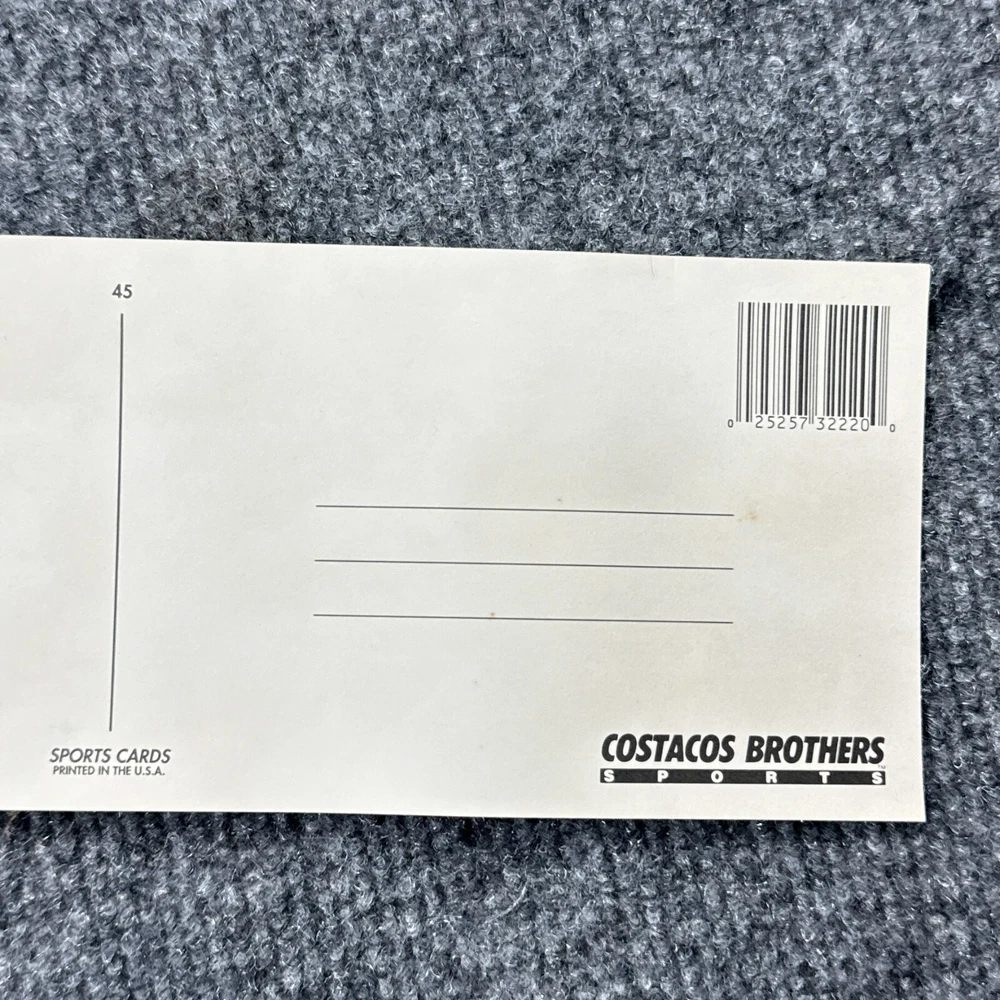 45
0 25257 32220 0
SPORTS CARDS
PRINTED IN THE U.S.A.
COSTACOS BROTHERS
SPORTS